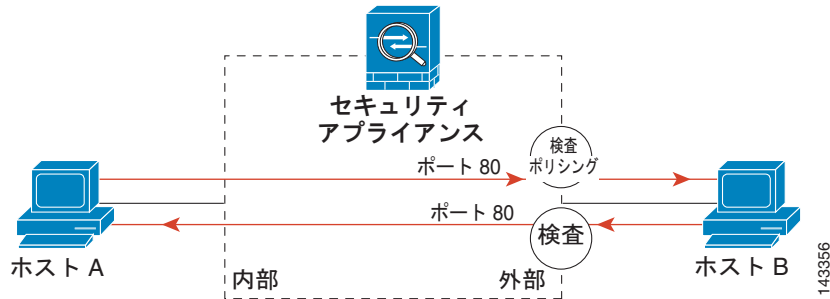 セキュリティ
アプライアンス
検査
ポリシング
ポート 80
ポート 80
検査
ホスト A
内部
外部
ホスト B
143356